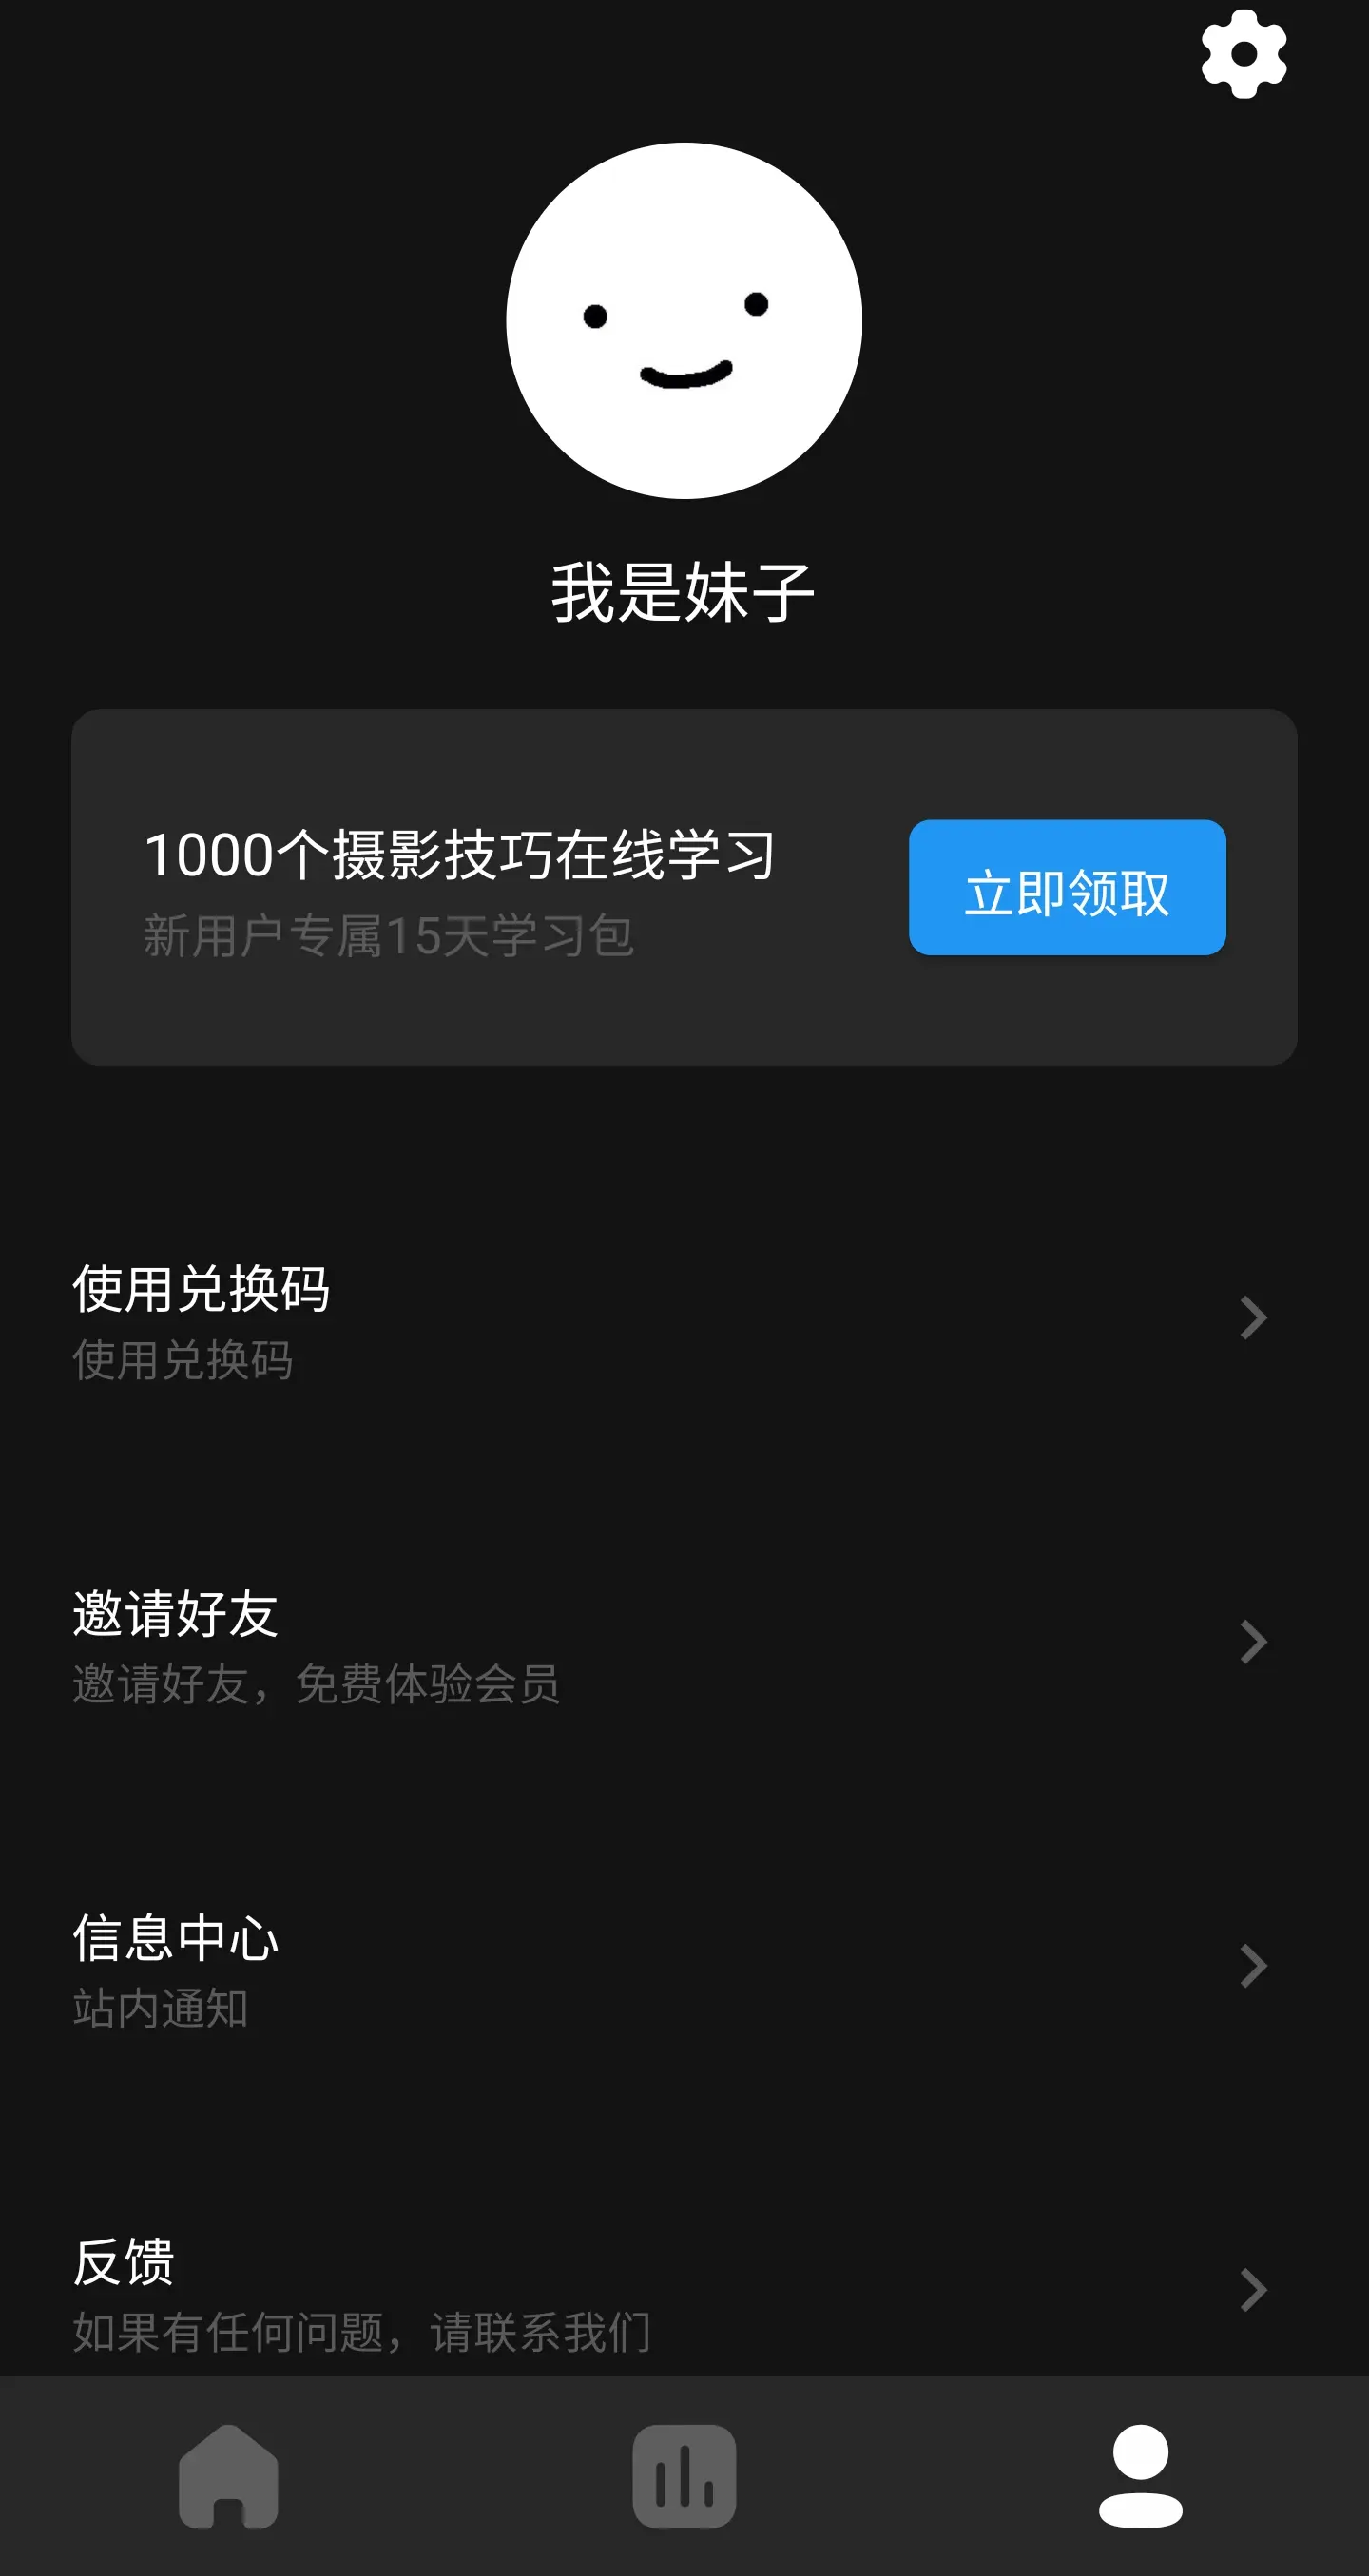 我是妹子
1000个摄影技巧在线学习
新用户专属15天学习包
立即领取
使用兑换码
使用兑换码
邀请好友
邀请好友，免费体验会员
信息中心
站内通知
反馈
如果有任何问题，请联系我们